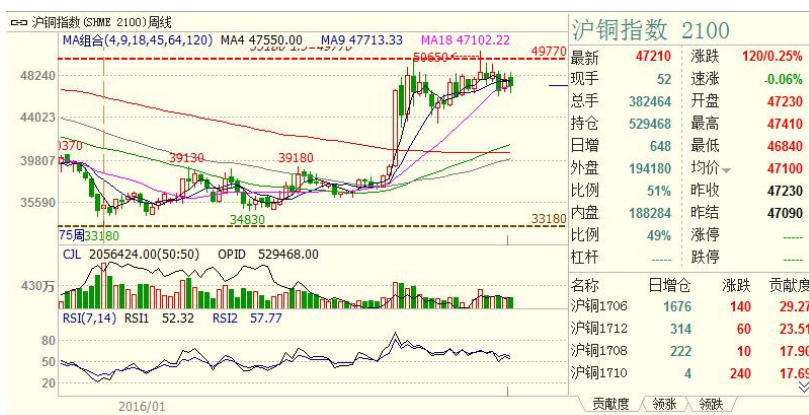 沪铜指数(SHME 2100)周线
MA组合(4,9,18,45,64,120) MA4 47550.00 MA9 47713.33 MA18 47102.22
50650
49770
48240
44023
39807
35590
0370
39130
39180
34830
33180
75周33180
CJL 2056424.00(50:50) OPID 529468.00
430万
RSI(7,14) RSI1 52.32 RSI2 57.77
80
50
20
2016/01
沪铜指数 2100
最新 47210 涨跌 120/0.25%
现手 52 速涨 -0.06%
总手 382464 开盘 47230
持仓 529468 最高 47410
日增 648 最低 46840
外盘 194180 均价 47100
比例 51% 昨收 47230
内盘 188284 昨结 47090
比例 49% 涨停 -----
杠杆 ----- 跌停 -----
名称 日增仓 涨跌 贡献度
沪铜1706 1676 140 29.27
沪铜1712 314 60 23.51
沪铜1708 222 10 17.90
沪铜1710 4 240 17.69
贡献度 领涨 领跌